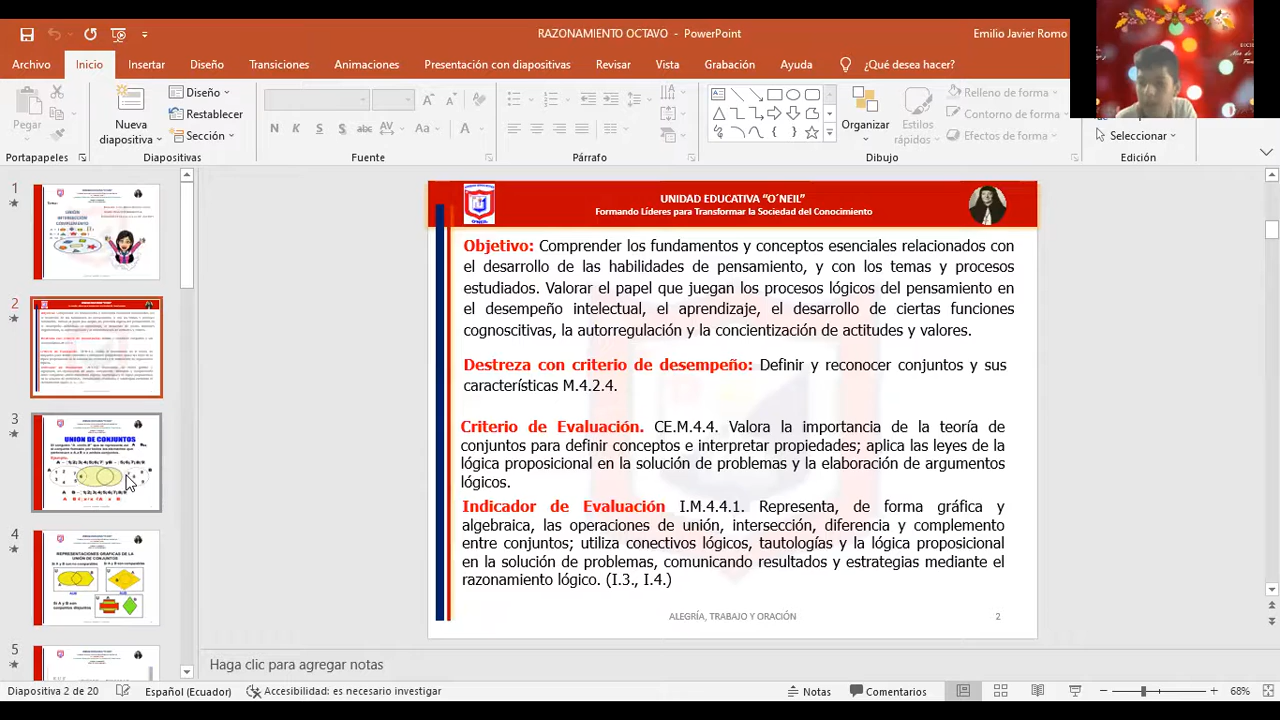 RAZONAMIENTO OCTAVO - PowerPoint
Emilio Javier Romo
Archivo Inicio Insertar Diseño Transiciones Animaciones Presentación con diapositivas Revisar Vista Grabación Ayuda ¿Qué desea hacer?
Pegar
Nueva diapositiva
Diseño
Restablecer
Sección
N K S abc AV Aa A
Organizar
Estilos rápidos
Relleno de forma
Contorno de forma
Efectos de forma
Seleccionar
Portapapeles Diapositivas Fuente Párrafo Dibujo Edición
1
UNIÓN
INTERSECCIÓN
COMPLEMENTO
2
3
UNION DE CONJUNTOS
4
REPRESENTACIONES GRAFICAS DE LA
UNIÓN DE CONJUNTOS
5
UNIDAD EDUCATIVA "O´NEIL"
Formando Líderes para Transformar la Sociedad del Conocimiento
O´NEIL
Objetivo: Comprender los fundamentos y conceptos esenciales relacionados con
el desarrollo de las habilidades de pensamiento, y con los temas y procesos
estudiados. Valorar el papel que juegan los procesos lógicos del pensamiento en
el desempeño intelectual, el aprendizaje, el desarrollo de ciertas funciones
cognoscitivas, la autorregulación y la concientización de actitudes y valores.
Destreza con criterio de desempeño: Definir y reconocer conjuntos y sus
características M.4.2.4.
Criterio de Evaluación. CE.M.4.4. Valora la importancia de la teoría de
conjuntos para definir conceptos e interpretar propiedades; aplica las leyes de la
lógica proposicional en la solución de problemas y la elaboración de argumentos
lógicos.
Indicador de Evaluación I.M.4.4.1. Representa, de forma gráfica y
algebraica, las operaciones de unión, intersección, diferencia y complemento
entre conjuntos; utiliza conectivos lógicos, tautologías y la lógica proposicional
en la solución de problemas, comunicando resultados y estrategias mediante el
razonamiento lógico. (I.3., I.4.)
ALEGRÍA, TRABAJO Y ORACIÓN
2
Haga clic para agregar notas
Diapositiva 2 de 20 Español (Ecuador) Accesibilidad: es necesario investigar Notas Comentarios 68%